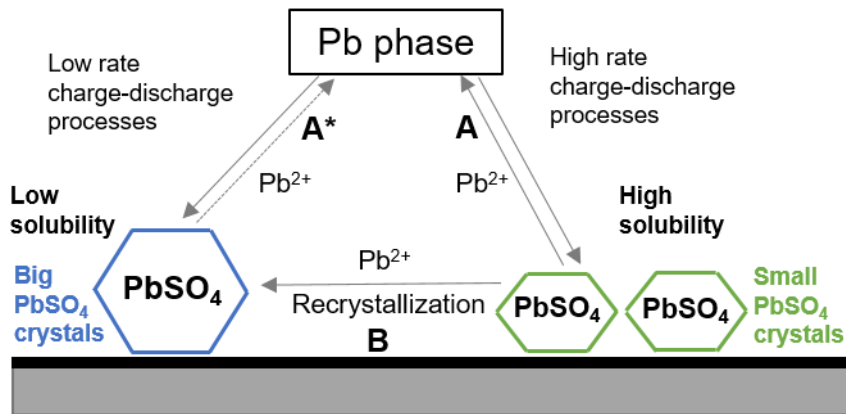 Pb phase
Low rate
charge-discharge
processes
High rate
charge-discharge
processes
A*
A
Pb²⁺
Pb²⁺
Low
solubility
High
solubility
Big
PbSO₄
crystals
PbSO₄
Pb²⁺
Recrystallization
B
PbSO₄
PbSO₄
Small
PbSO₄
crystals